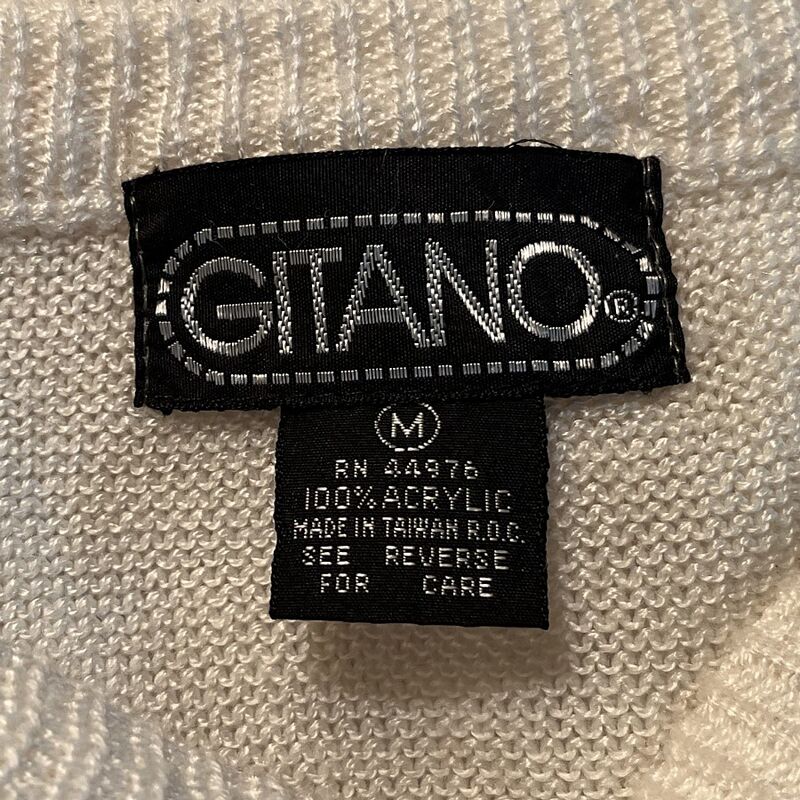 GITANO®
M
RN 44976
100% ACRYLIC
MADE IN TAIWAN R.O.C.
SEE REVERSE
FOR CARE